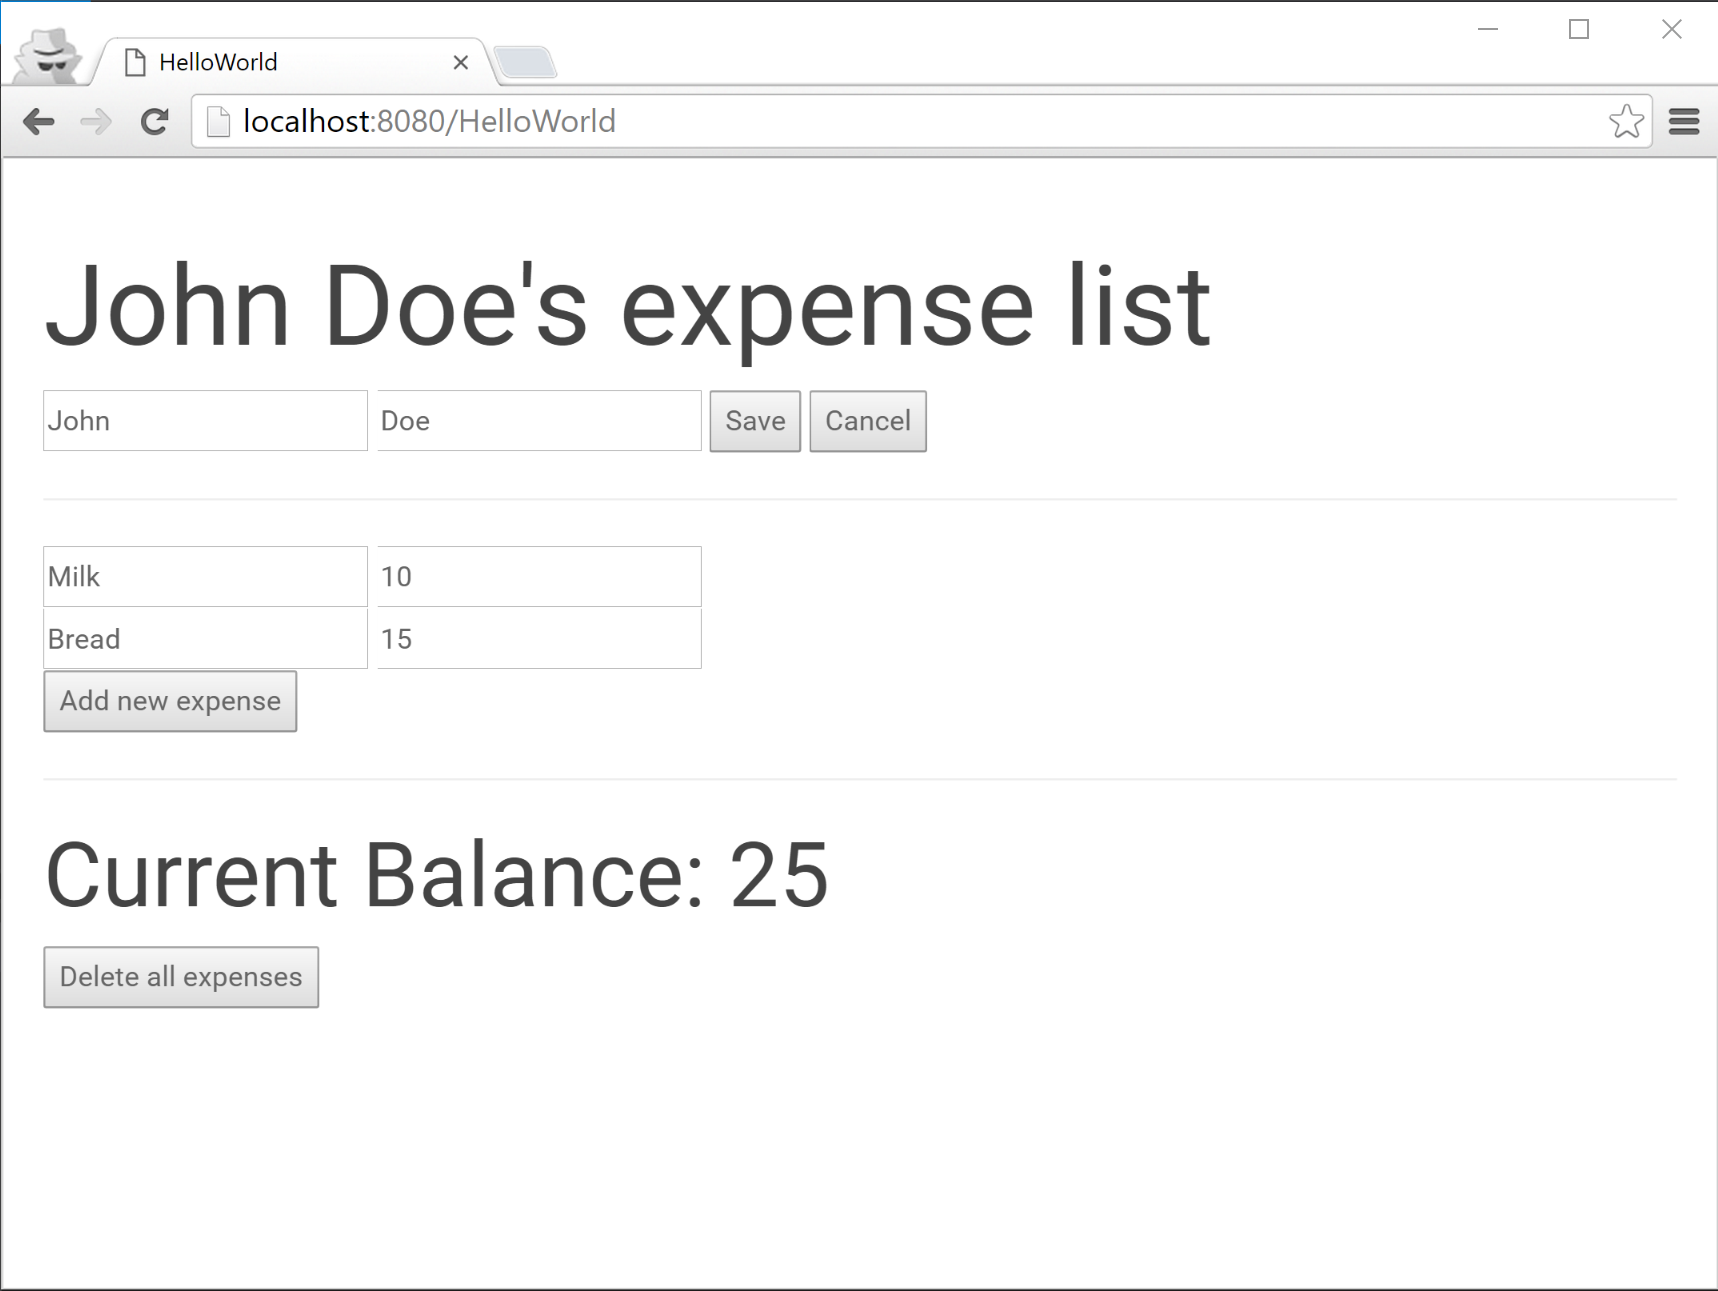 HelloWorld
localhost:8080/HelloWorld
John Doe's expense list
John Doe Save Cancel
Milk 10
Bread 15
Add new expense
Current Balance: 25
Delete all expenses